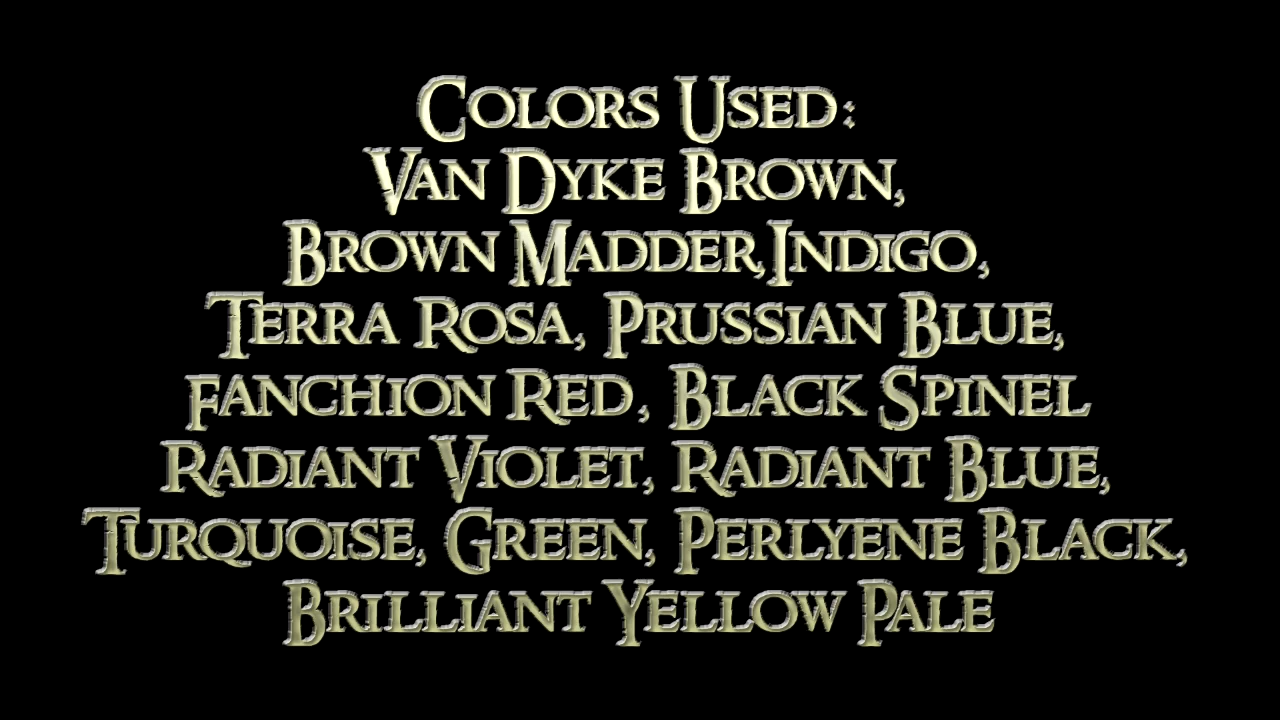 Colors Used:
Van Dyke Brown,
Brown Madder,Indigo,
Terra Rosa, Prussian Blue,
Fanchion Red, Black Spinel
Radiant Violet, Radiant Blue,
Turquoise, Green, Perlyene Black,
Brilliant Yellow Pale